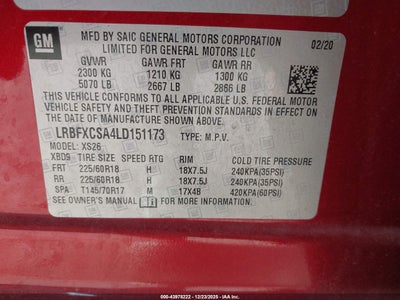 GM
MFD BY SAIC GENERAL MOTORS CORPORATION
LIMITED FOR GENERAL MOTORS LLC
02/20
GVWR GAWR FRT GAWR RR
2300 KG 1210 KG 1300 KG
5070 LB 2667 LB 2866 LB
THIS VEHICLE CONFORMS TO ALL APPLICABLE U.S. FEDERAL MOTOR
VEHICLE SAFETY, BUMPER, AND THEFT PREVENTION STANDARDS IN EFFECT ON
THE DATE OF MANUFACTURE SHOWN ABOVE.
LRBFXCSA4LD151173 TYPE: M.P.V.
MODEL: XS26
XBD9 TIRE SIZE SPEED RTG RIM COLD TIRE PRESSURE
FRT 225/60R18 H 18X7.5J 240KPA(35PSI)
RR 225/60R18 H 18X7.5J 240KPA(35PSI)
SPA T145/70R17 M 17X4B 420KPA(60PSI)
SEE OWNER'S MANUAL FOR ADDITIONAL INFORMATION.
000-43978222 - 12/23/2025 - IAA Inc.